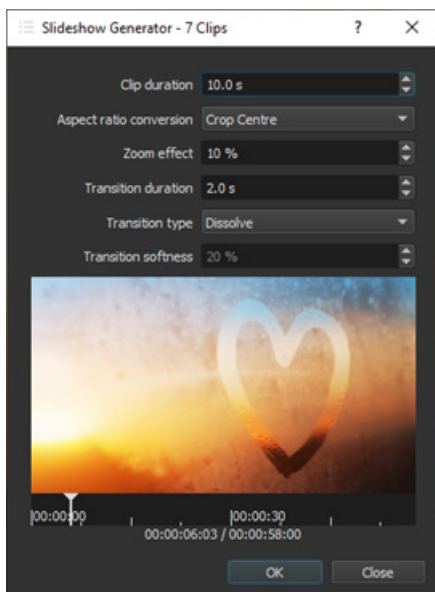 Slideshow Generator - 7 Clips ?
Clip duration 10.0 s
Aspect ratio conversion Crop Centre
Zoom effect 10 %
Transition duration 2.0 s
Transition type Dissolve
Transition softness 20 %
00:00:00 00:00:30
00:00:06:03 / 00:00:58:00
OK Close